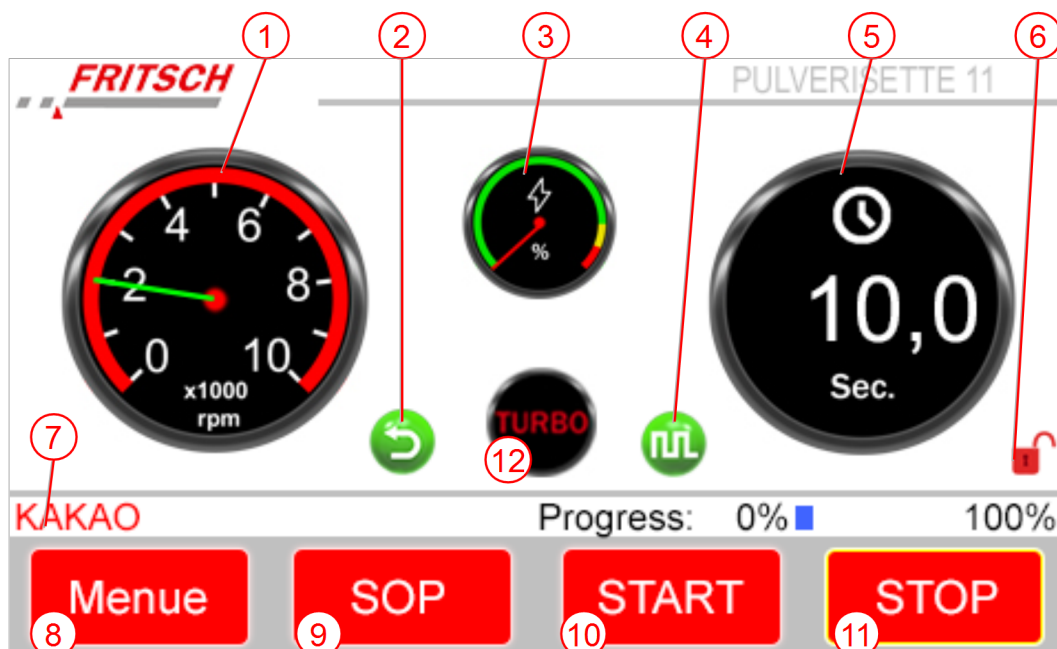 1 2 3 4 5 6
FRITSCH
PULVERISETTE 11
4 6
2 8
0 10
x1000
rpm
%
10,0
Sec.
TURBO
12
7
KAKAO Progress: 0% 100%
Menue SOP START STOP
8 9 10 11